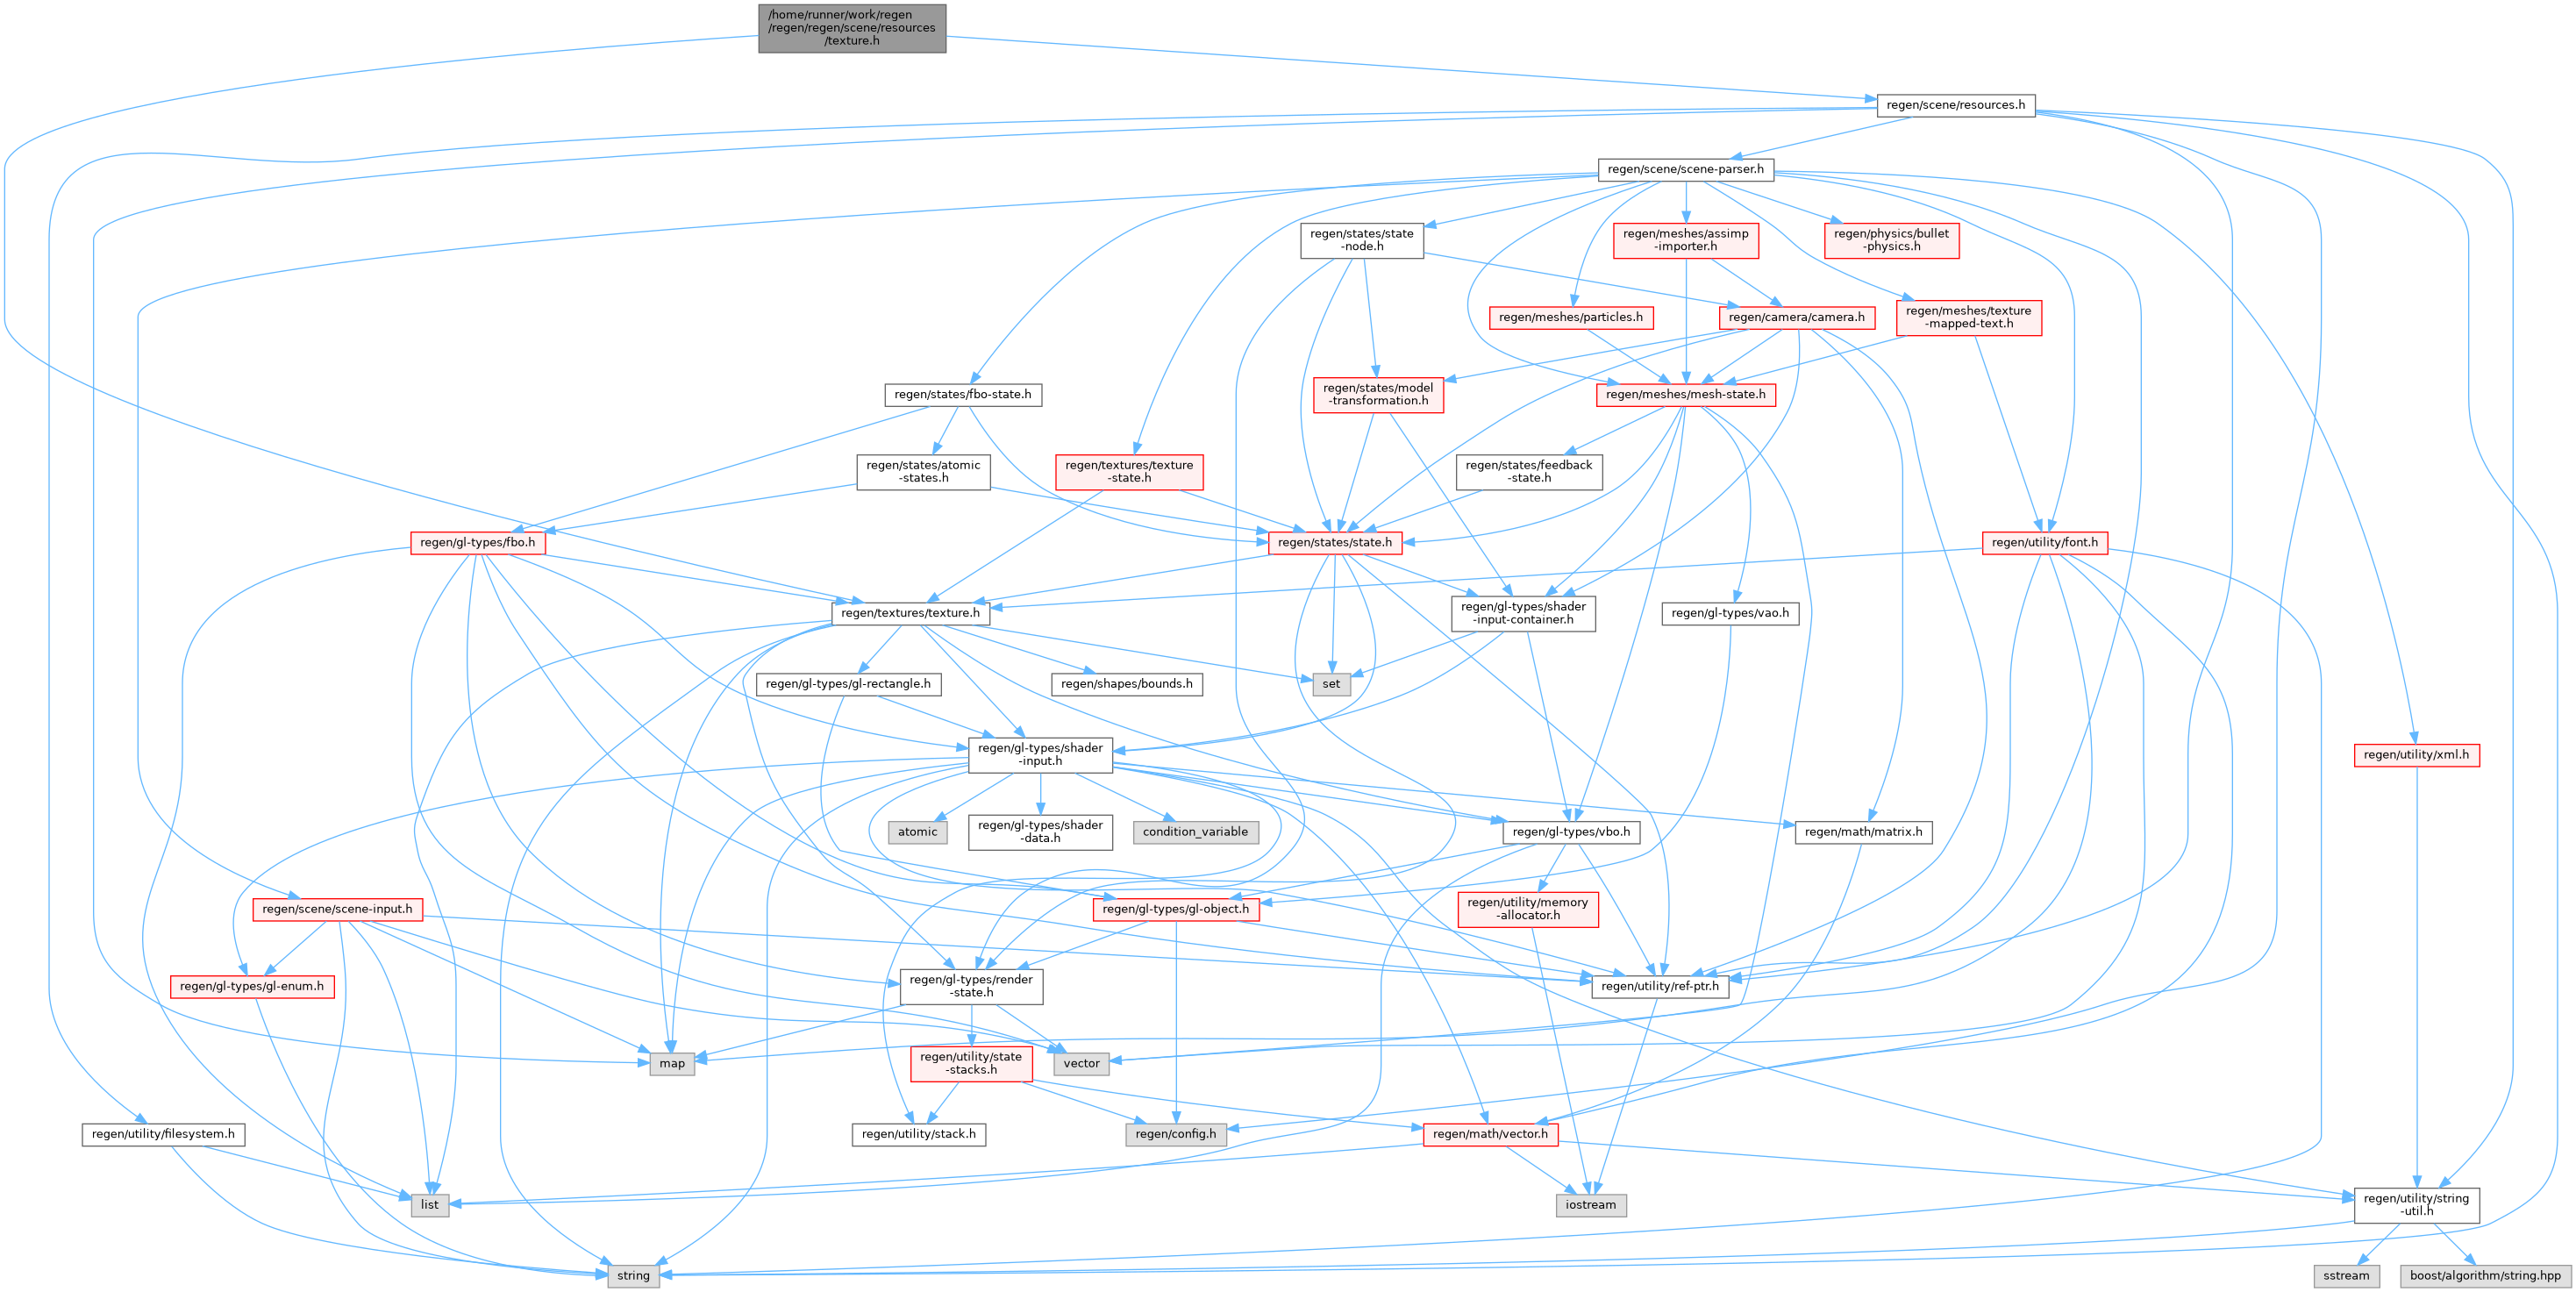 /home/runner/work/regen
/regen/regen/scene/resources
/texture.h
regen/scene/resources.h
regen/scene/scene-parser.h
regen/states/state
-node.h
regen/meshes/assimp
-importer.h
regen/physics/bullet
-physics.h
regen/meshes/particles.h
regen/camera/camera.h
regen/meshes/texture
-mapped-text.h
regen/states/fbo-state.h
regen/states/model
-transformation.h
regen/meshes/mesh-state.h
regen/states/atomic
-states.h
regen/textures/texture
-state.h
regen/states/feedback
-state.h
regen/gl-types/fbo.h
regen/states/state.h
regen/utility/font.h
regen/textures/texture.h
regen/gl-types/shader
-input-container.h
regen/gl-types/vao.h
regen/gl-types/gl-rectangle.h
regen/shapes/bounds.h
set
regen/gl-types/shader
-input.h
regen/utility/xml.h
atomic
regen/gl-types/shader
-data.h
condition_variable
regen/gl-types/vbo.h
regen/math/matrix.h
regen/scene/scene-input.h
regen/gl-types/gl-object.h
regen/utility/memory
-allocator.h
regen/gl-types/gl-enum.h
regen/gl-types/render
-state.h
regen/utility/ref-ptr.h
map
regen/utility/state
-stacks.h
vector
regen/utility/filesystem.h
regen/utility/stack.h
regen/config.h
regen/math/vector.h
list
iostream
regen/utility/string
-util.h
string
sstream
boost/algorithm/string.hpp